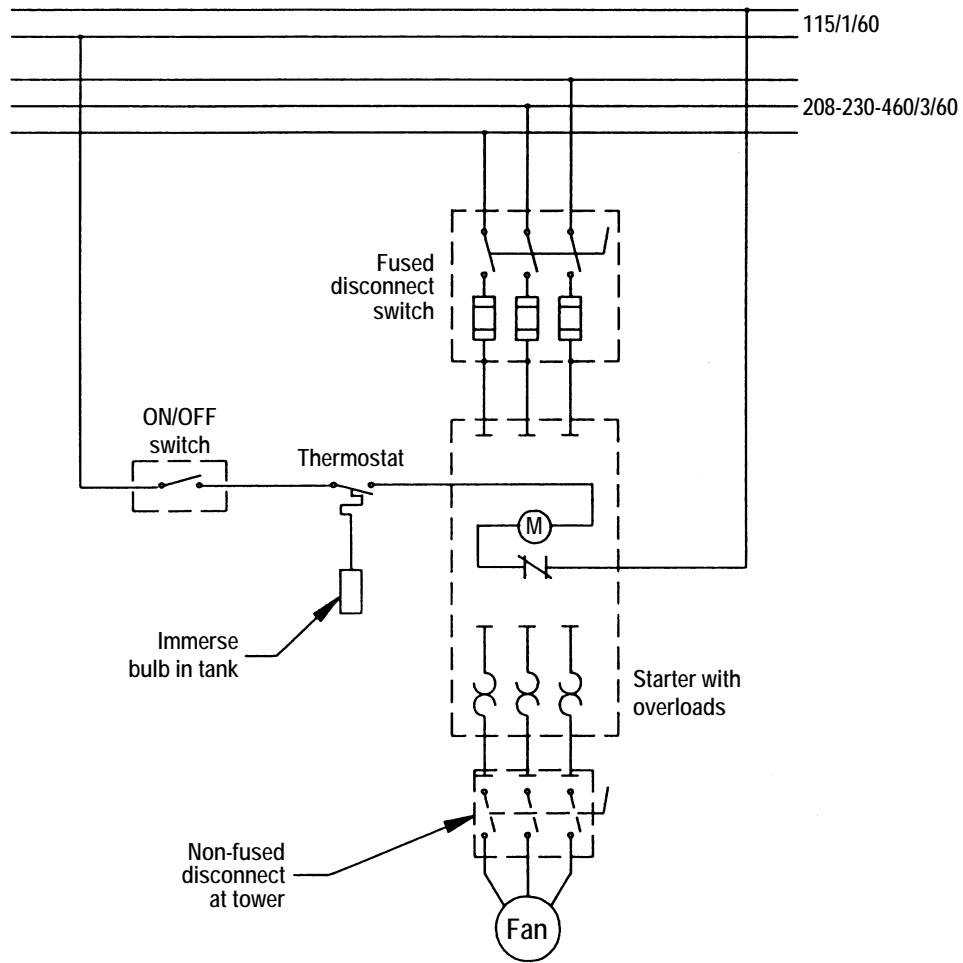 115/1/60
208-230-460/3/60
Fused
disconnect
switch
ON/OFF
switch
Thermostat
M
Immerse
bulb in tank
Starter with
overloads
Non-fused
disconnect
at tower
Fan